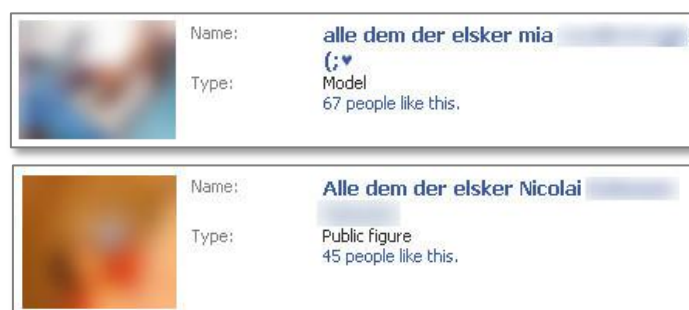 Name: alle dem der elsker mia
(;♥
Type: Model
67 people like this.
Name: Alle dem der elsker Nicolai
Type: Public figure
45 people like this.